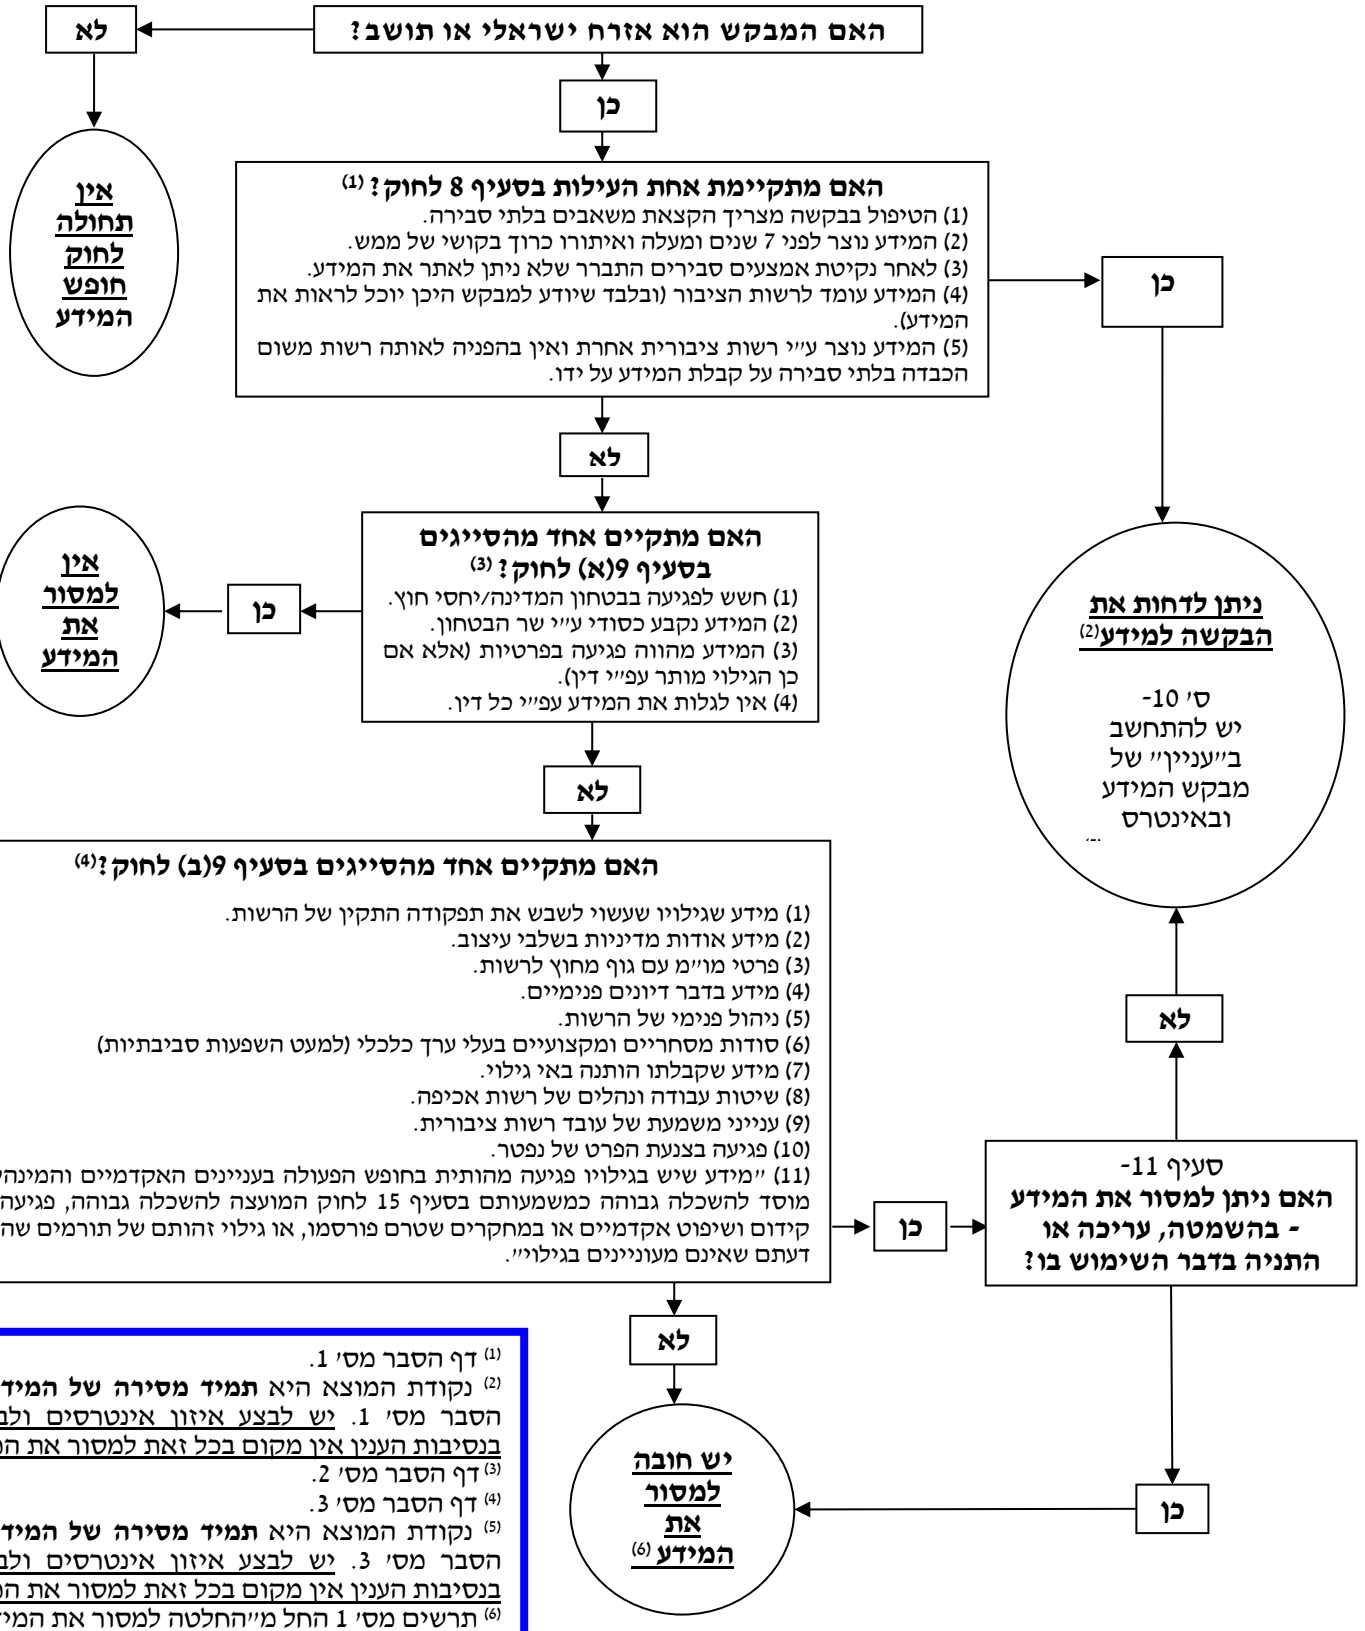 האם המבקש הוא אזרח ישראלי או תושב?
לא
כן
אין
תחולה
לחוק
חופש
המידע
האם מתקיימת אחת העילות בסעיף 8 לחוק? (1)
(1) הטיפול בבקשה מצריך הקצאת משאבים בלתי סבירה.
(2) המידע נוצר לפני 7 שנים ומעלה ואיתורו כרוך בקושי של ממש.
(3) לאחר נקיטת אמצעים סבירים התברר שלא ניתן לאתר את המידע.
(4) המידע עומד לרשות הציבור (ובלבד שיודע למבקש היכן יוכל לראות את
המידע).
(5) המידע נוצר ע״י רשות ציבורית אחרת ואין בהפניה לאותה רשות משום
הכבדה בלתי סבירה על קבלת המידע על ידו.
כן
לא
האם מתקיים אחד מהסייגים
בסעיף 9(א) לחוק? (3)
(1) חשש לפגיעה בבטחון המדינה/יחסי חוץ.
(2) המידע נקבע כסודי ע״י שר הבטחון.
(3) המידע מהווה פגיעה בפרטיות (אלא אם
כן הגילוי מותר עפ״י דין).
(4) אין לגלות את המידע עפ״י כל דין.
כן
אין
למסור
את
המידע
ניתן לדחות את
הבקשה למידע(2)
ס׳ 10-
יש להתחשב
ב״עניין״ של
מבקש המידע
ובאינטרס
לא
האם מתקיים אחד מהסייגים בסעיף 9(ב) לחוק?(4)
(1) מידע שגילויו שעשוי לשבש את תפקודה התקין של הרשות.
(2) מידע אודות מדיניות בשלבי עיצוב.
(3) פרטי מו״מ עם גוף מחוץ לרשות.
(4) מידע בדבר דיונים פנימיים.
(5) ניהול פנימי של הרשות.
(6) סודות מסחריים ומקצועיים בעלי ערך כלכלי (למעט השפעות סביבתיות)
(7) מידע שקבלתו הותנה באי גילוי.
(8) שיטות עבודה ונהלים של רשות אכיפה.
(9) ענייני משמעת של עובד רשות ציבורית.
(10) פגיעה בצנעת הפרט של נפטר.
(11) ״מידע שיש בגילויו פגיעה מהותית בחופש הפעולה בעניינים האקדמיים
מוסד להשכלה גבוהה כמשמעותם בסעיף 15 לחוק המועצה להשכלה גבוהה, פגיעה
קידום ושיפוט אקדמיים או במחקרים שטרם פורסמו, או גילוי זהותם של תורמים
דעתם שאינם מעוניינים בגילוי״.
כן
לא
סעיף 11-
האם ניתן למסור את המידע
- בהשמטה, עריכה או
התניה בדבר השימוש בו?
לא
כן
יש חובה
למסור
את
המידע (6)
(1) דף הסבר מס׳ 1.
(2) נקודת המוצא היא תמיד מסירה של
הסבר מס׳ 1. יש לבצע איזון אינטרסים
בנסיבות הענין אין מקום בכל זאת למסור את
(3) דף הסבר מס׳ 2.
(4) דף הסבר מס׳ 3.
(5) נקודת המוצא היא תמיד מסירה של
הסבר מס׳ 3. יש לבצע איזון אינטרסים
בנסיבות הענין אין מקום בכל זאת למסור את
(6) תרשים מס׳ 1 החל מ״החלטה למסור את